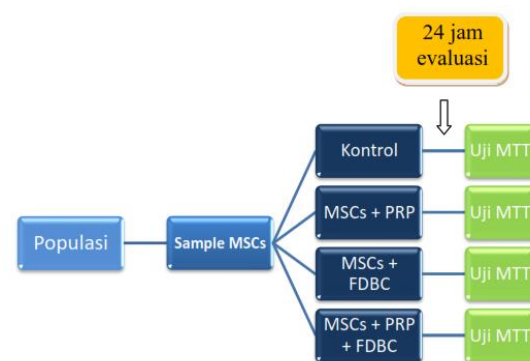 24 jam
evaluasi
Kontrol
Uji MTT
MSCs + PRP
Uji MTT
Populasi
Sample MSCs
MSCs +
FDBC
Uji MTT
MSCs + PRP
+ FDBC
Uji MTT